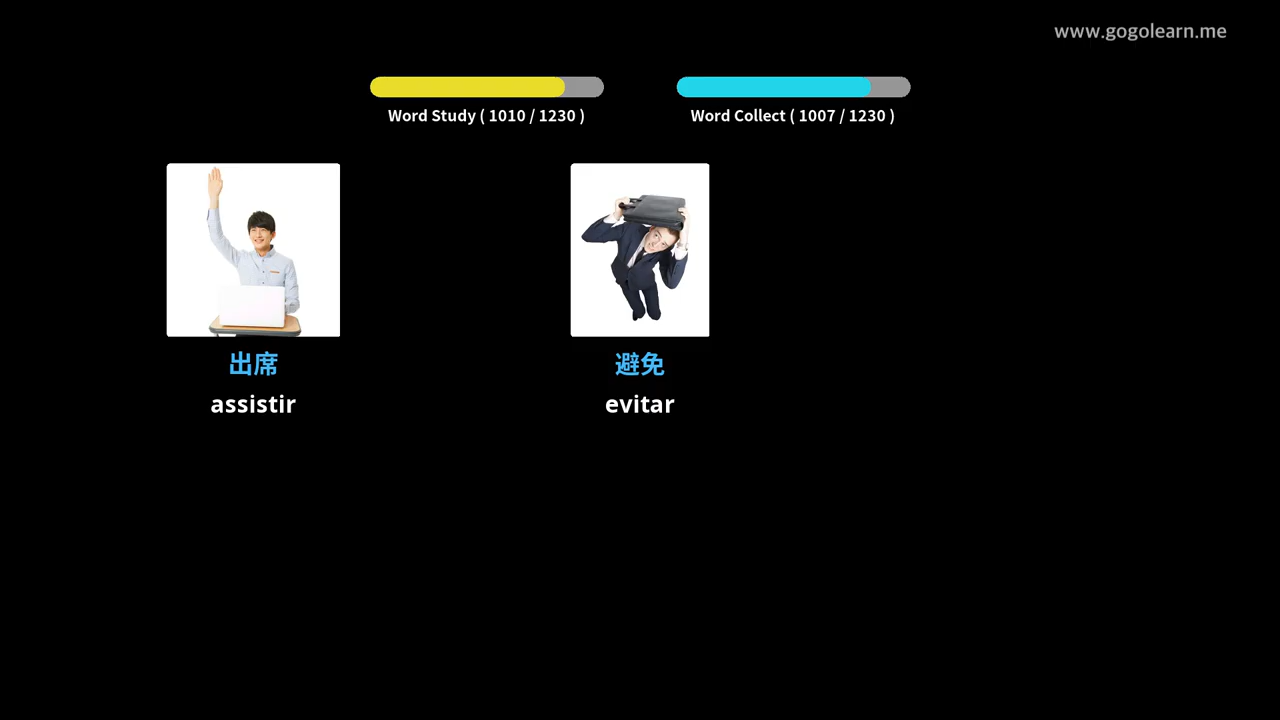 www.gogolearn.me
Word Study ( 1010 / 1230 )
Word Collect ( 1007 / 1230 )
出席
assistir
避免
evitar